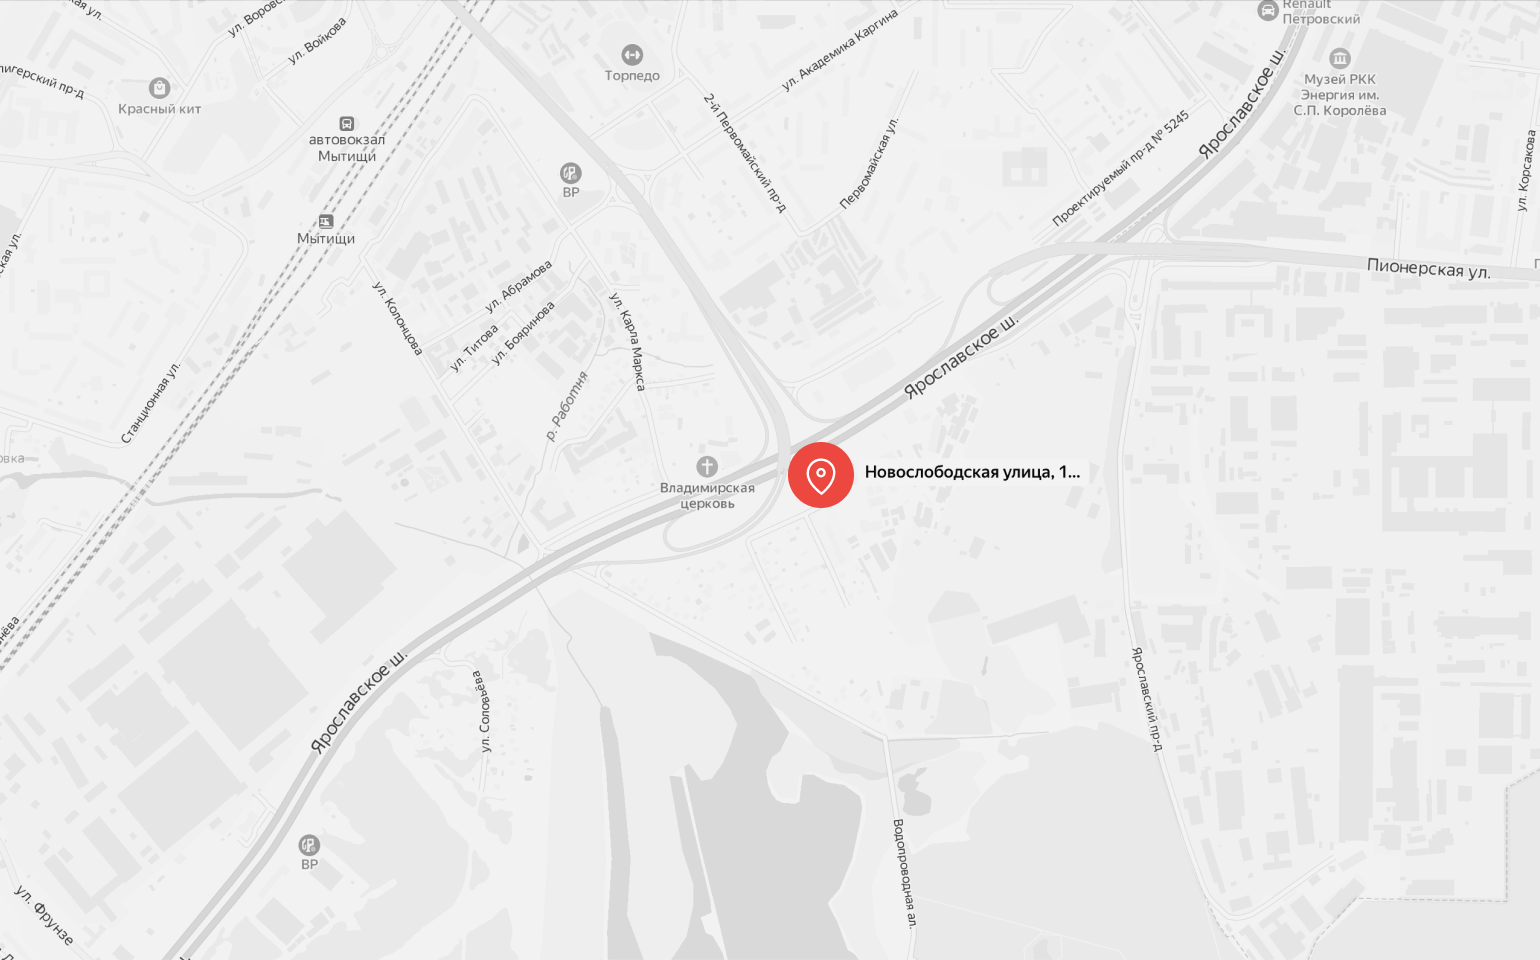 Renault
Петровский
ул. Войкова
ул. Академика Каргина
Торпедо
Красный кит
Музей РКК
Энергия им.
С.П. Королёва
Ярославское ш.
автовокзал
Мытищи
2-й Первомайский пр-д
Первомайская ул.
Проектируемый пр-д № 5245
ул. Корсакова
BP
Мытищи
Пионерская ул.
ул. Абрамова
ул. Колонцова
ул. Титова
ул. Бояринова
ул. Карла Маркса
Ярославское ш.
Станционная ул.
р. Работня
Владимирская
церковь
Новослободская улица, 1...
Ярославское ш.
ул. Соловьева
Ярославский пр-д
BP
Водопроводная ал.
ул. Фрунзе